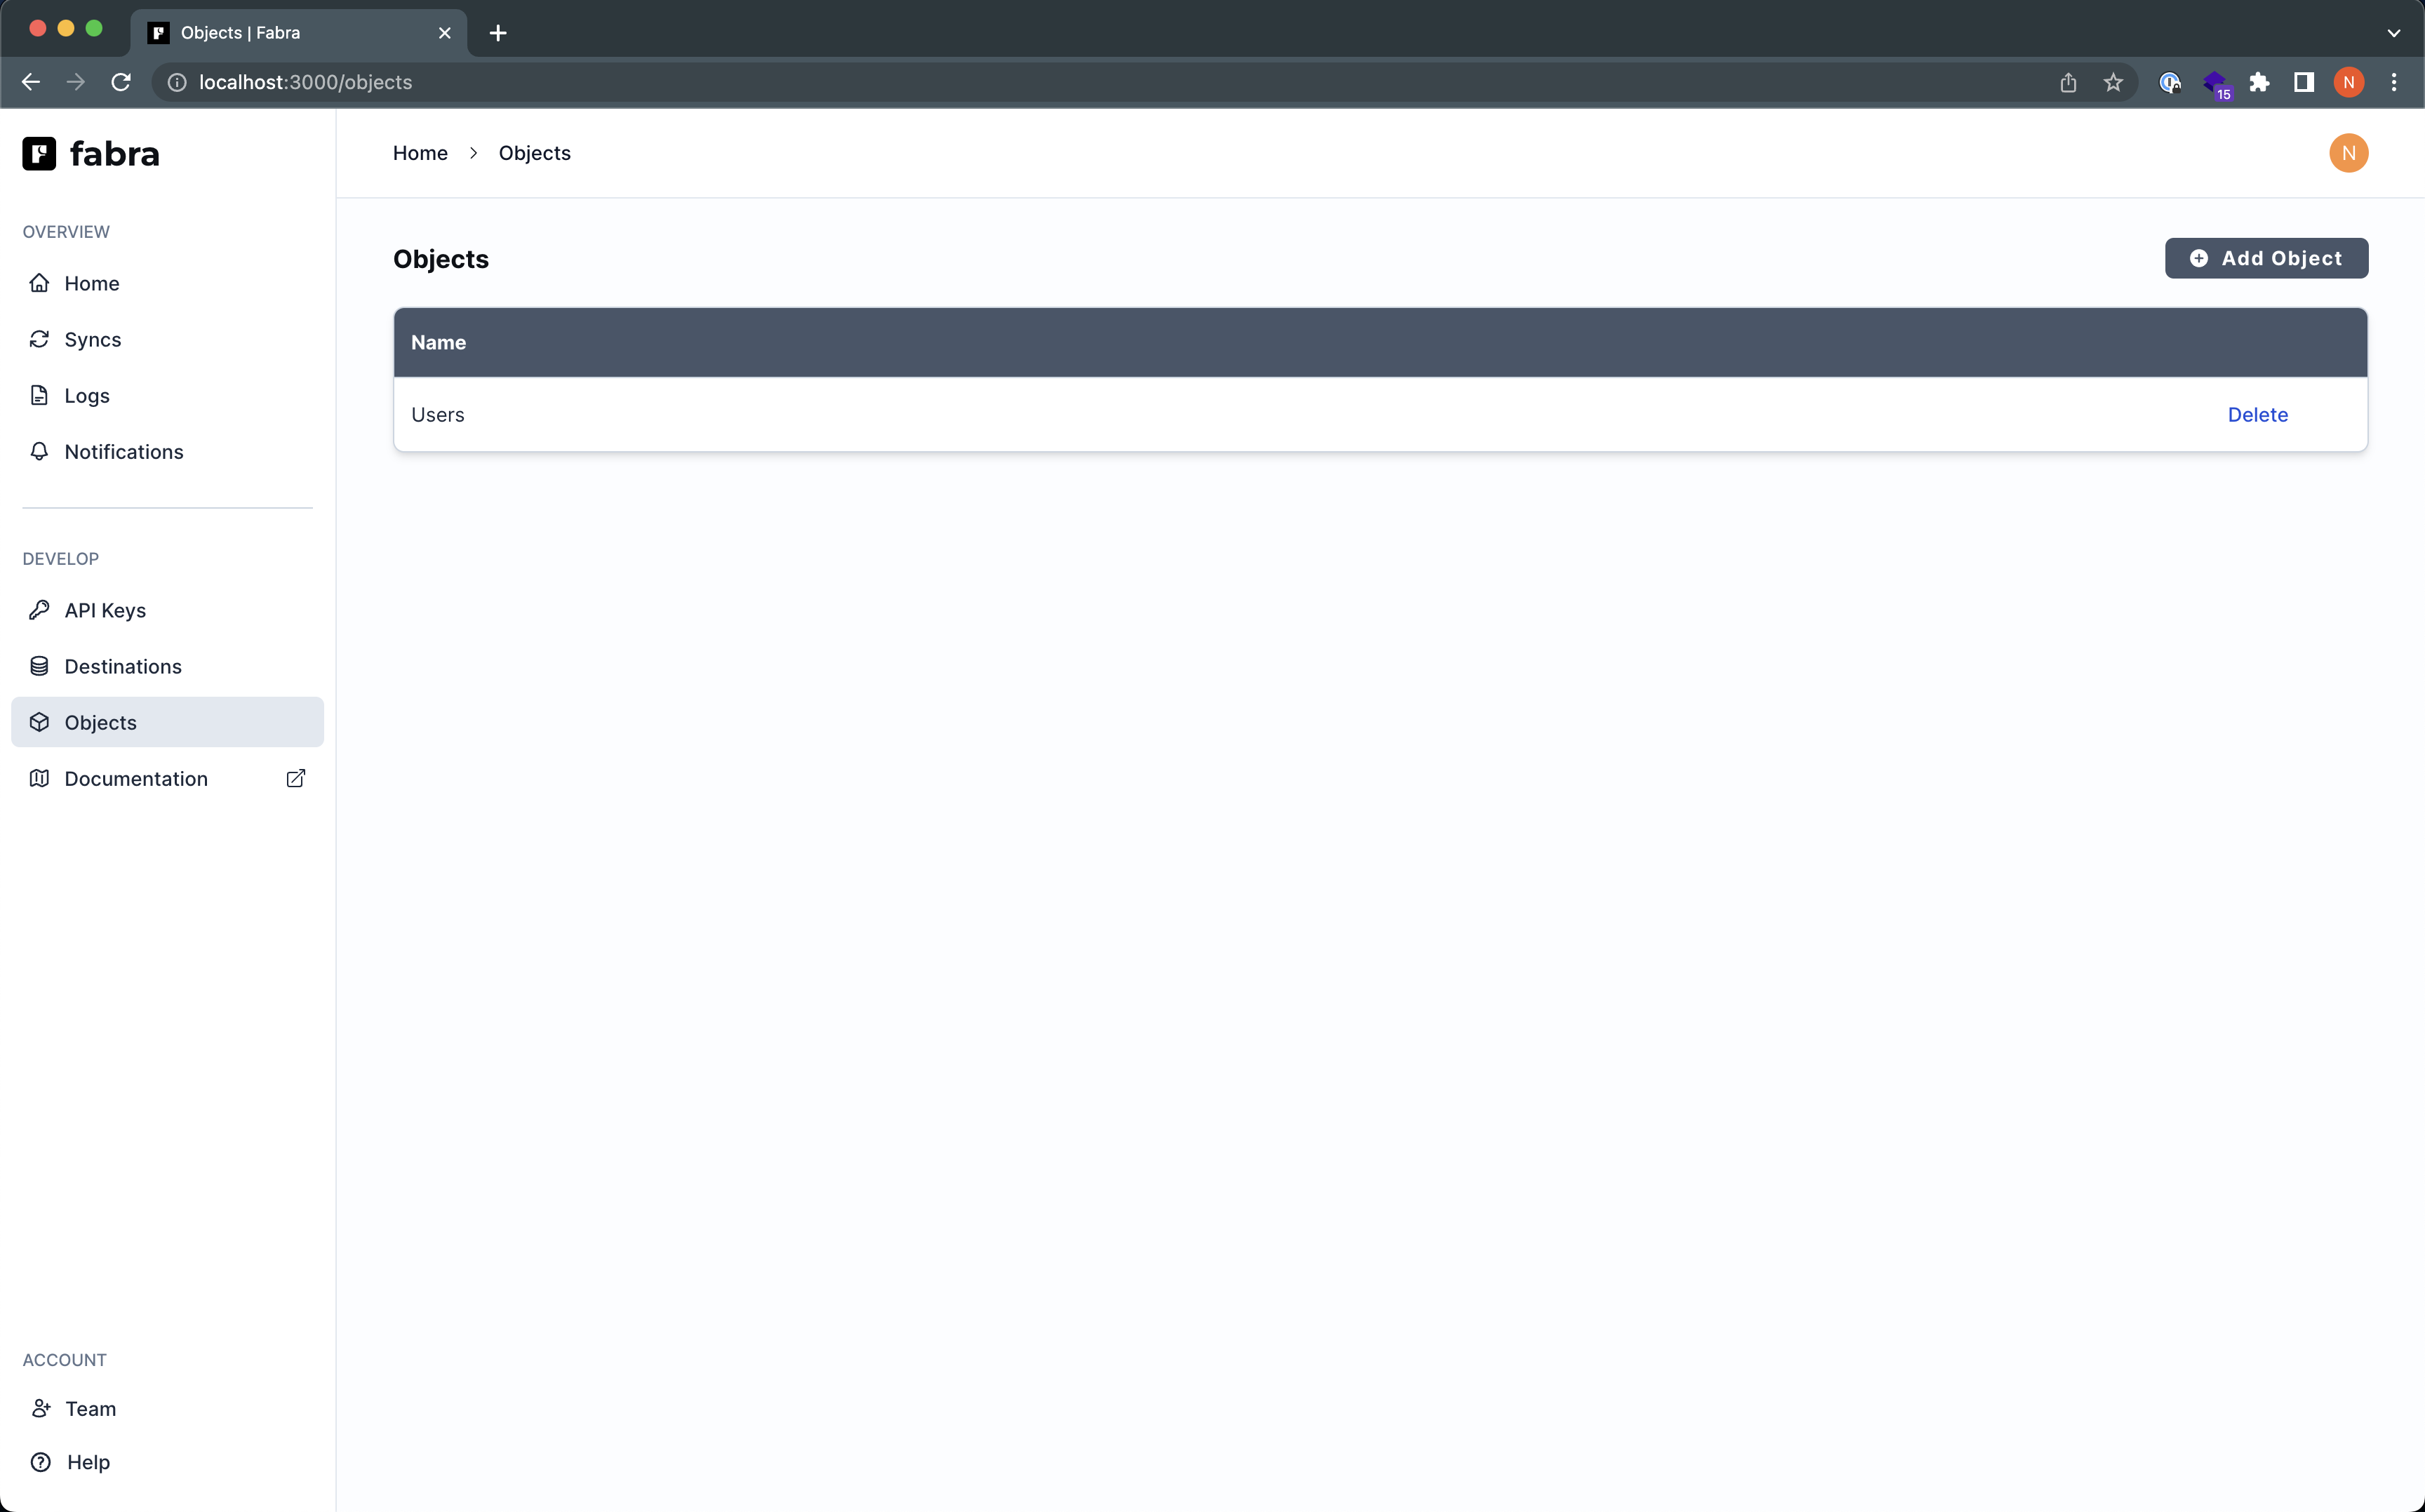 Objects | Fabra
localhost:3000/objects
15
N
fabra
Home > Objects
N
OVERVIEW
Home
Syncs
Logs
Notifications
DEVELOP
API Keys
Destinations
Objects
Documentation
ACCOUNT
Team
Help
Objects
Add Object
Name
Users
Delete